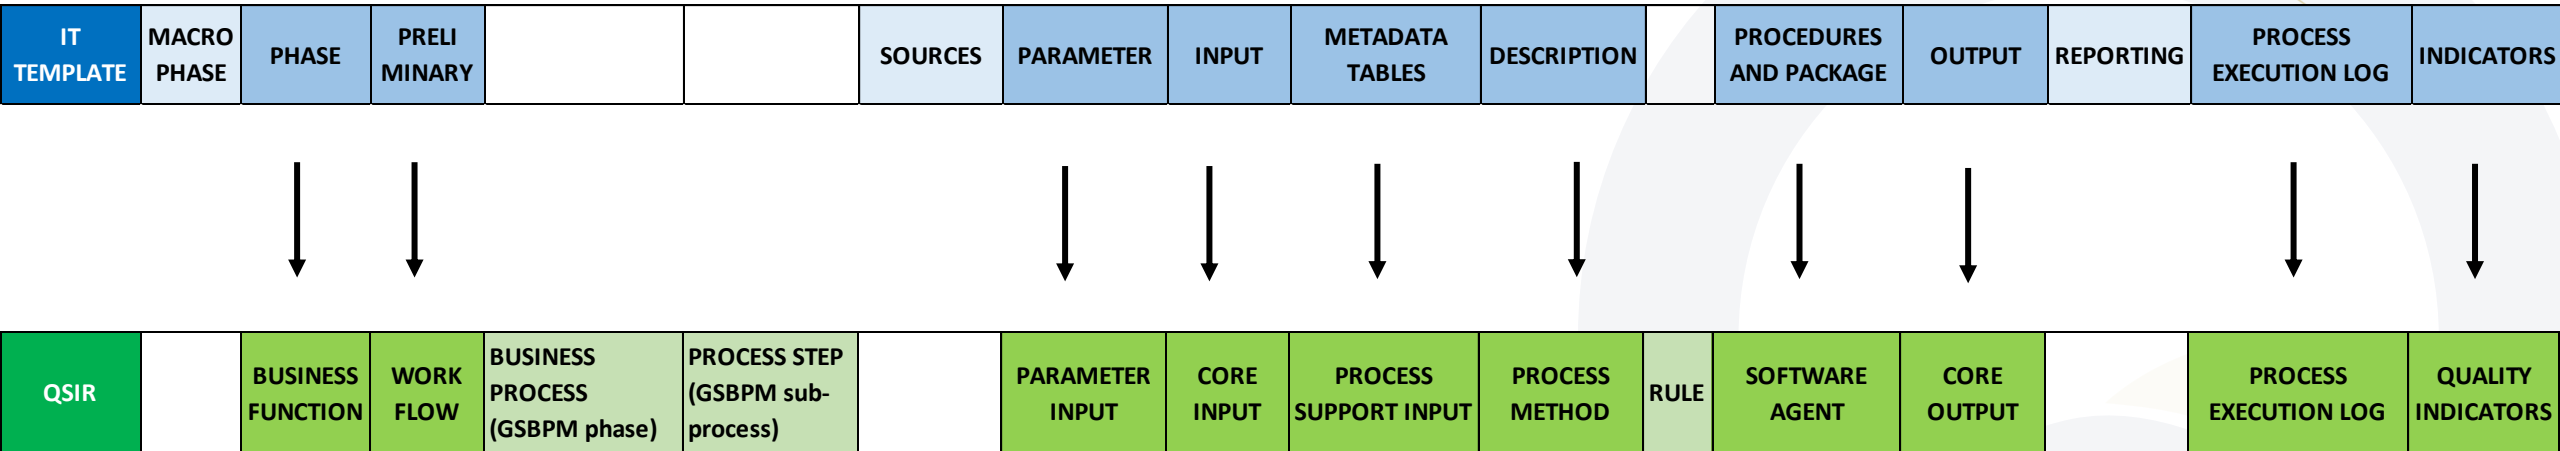 IT
TEMPLATE
MACRO
PHASE
PHASE
PRELI
MINARY
SOURCES
PARAMETER
INPUT
METADATA
TABLES
DESCRIPTION
PROCEDURES
AND PACKAGE
OUTPUT
REPORTING
PROCESS
EXECUTION LOG
INDICATORS
QSIR
BUSINESS
FUNCTION
WORK
FLOW
BUSINESS
PROCESS
(GSBPM phase)
PROCESS STEP
(GSBPM sub-
process)
PARAMETER
INPUT
CORE
INPUT
PROCESS
SUPPORT INPUT
PROCESS
METHOD
RULE
SOFTWARE
AGENT
CORE
OUTPUT
PROCESS
EXECUTION LOG
QUALITY
INDICATORS